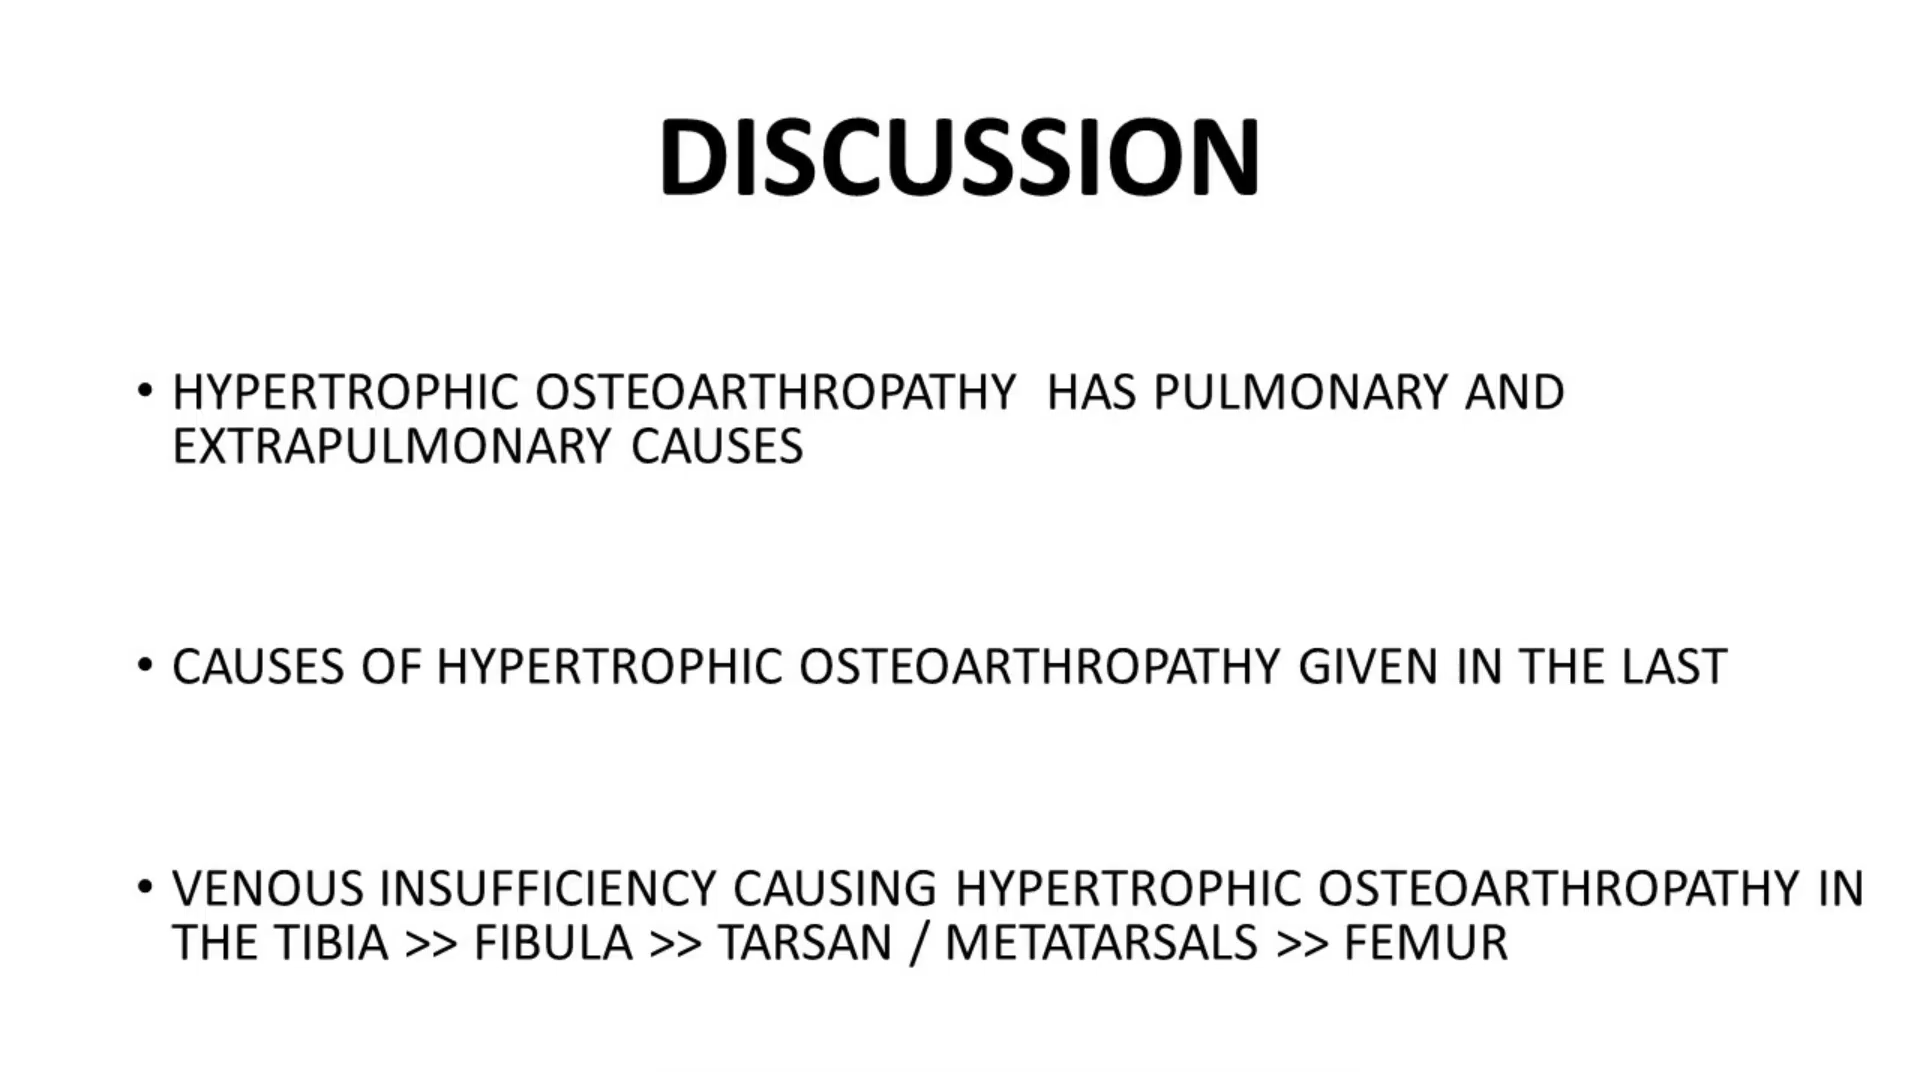 DISCUSSION
• HYPERTROPHIC OSTEOARTHROPATHY HAS PULMONARY AND
EXTRAPULMONARY CAUSES
• CAUSES OF HYPERTROPHIC OSTEOARTHROPATHY GIVEN IN THE LAST
• VENOUS INSUFFICIENCY CAUSING HYPERTROPHIC OSTEOARTHROPATHY IN
THE TIBIA >> FIBULA >> TARSAN / METATARSALS >> FEMUR